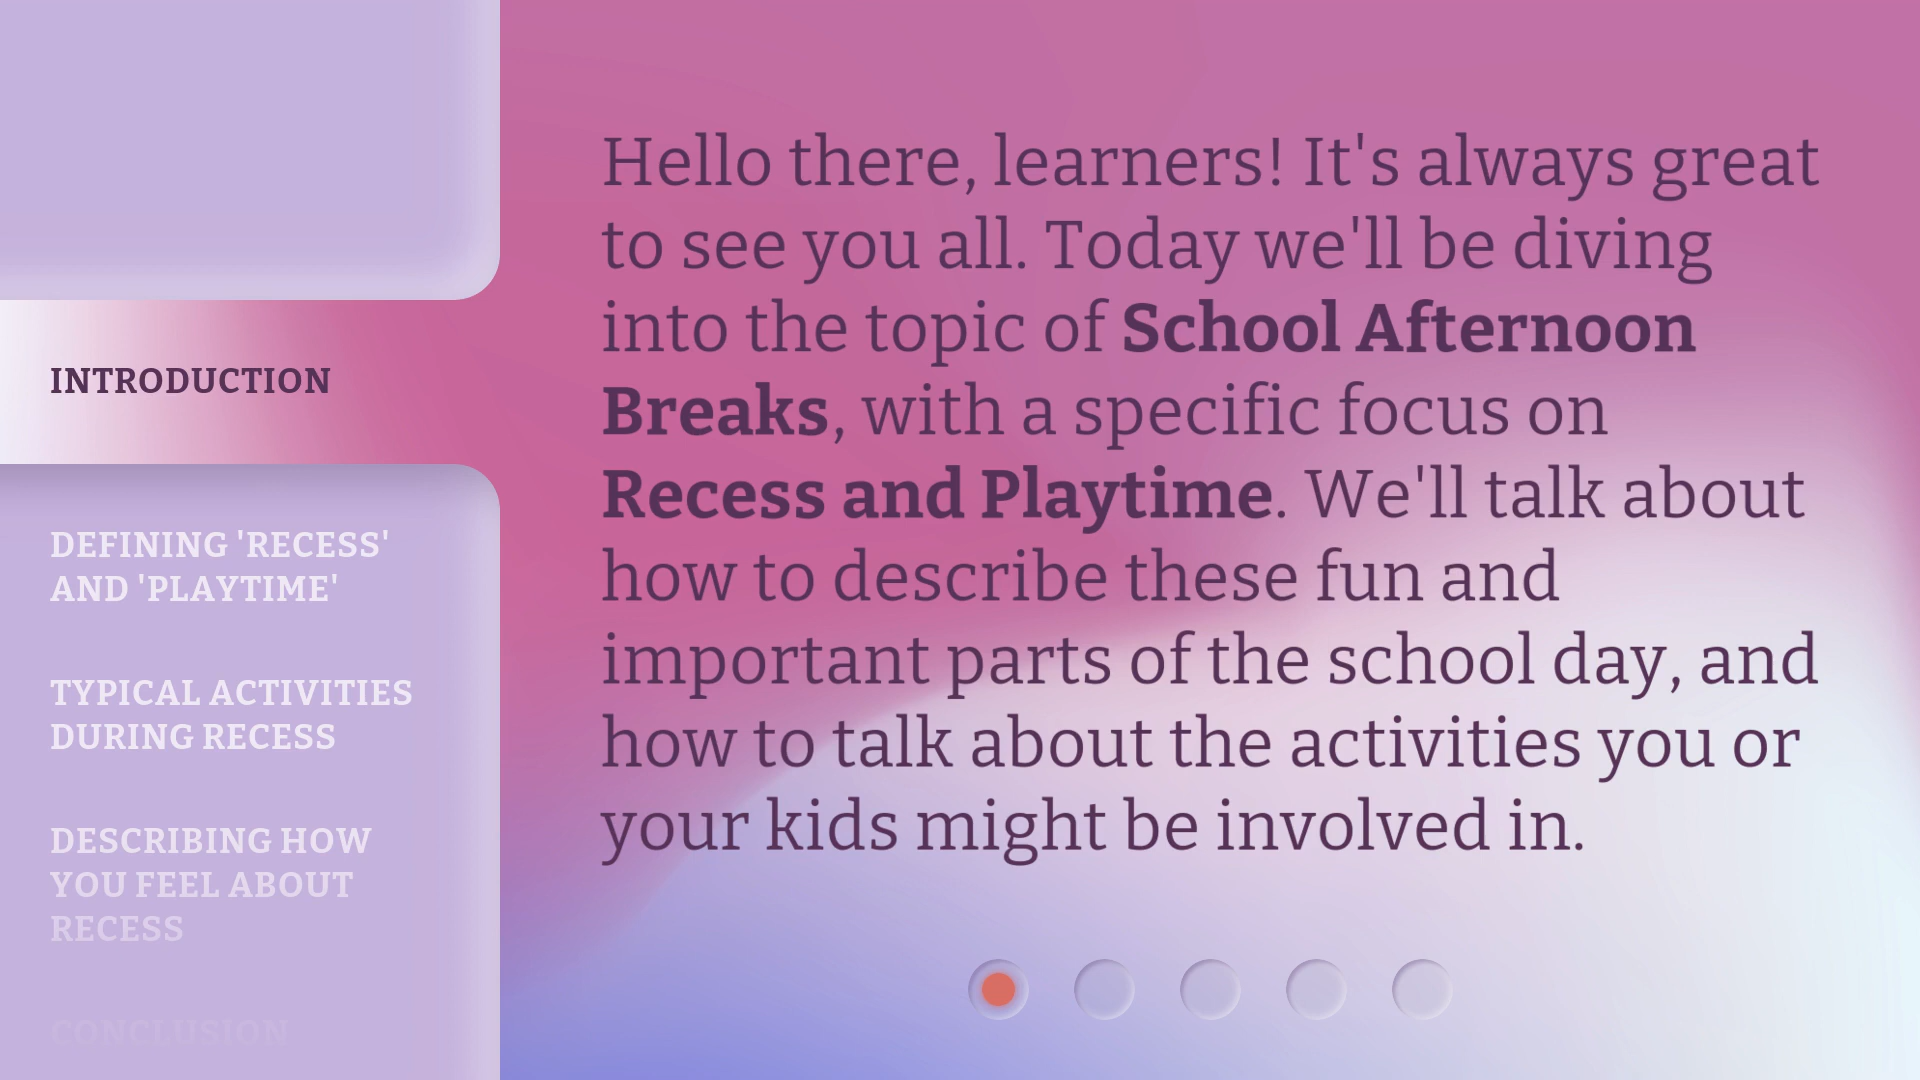 INTRODUCTION
DEFINING 'RECESS'
AND 'PLAYTIME'
TYPICAL ACTIVITIES
DURING RECESS
DESCRIBING HOW
YOU FEEL ABOUT
RECESS
CONCLUSION
Hello there, learners! It's always great
to see you all. Today we'll be diving
into the topic of School Afternoon
Breaks, with a specific focus on
Recess and Playtime. We'll talk about
how to describe these fun and
important parts of the school day, and
how to talk about the activities you or
your kids might be involved in.